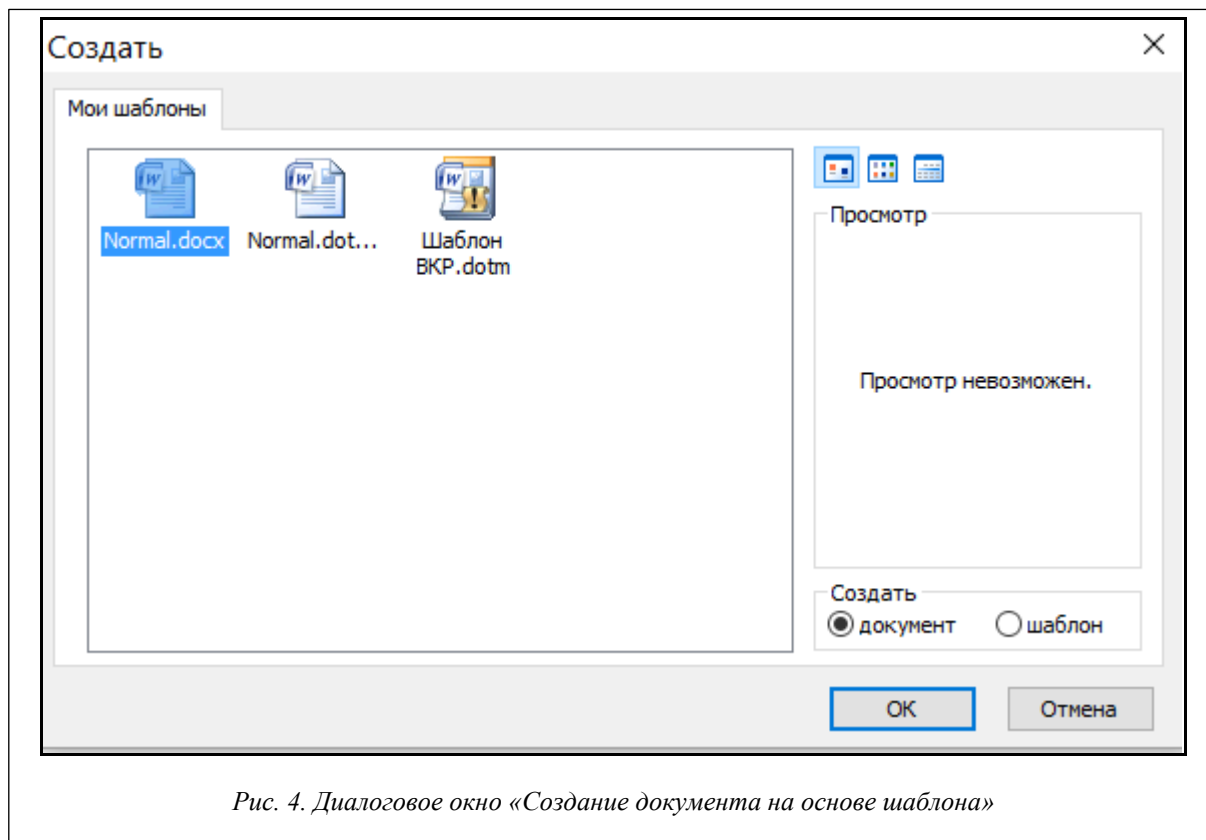 Создать
Мои шаблоны
Normal.docx
Normal.dot...
Шаблон
ВКР.dotm
Просмотр
Просмотр невозможен.
Создать
документ
шаблон
ОК
Отмена
Рис. 4. Диалоговое окно «Создание документа на основе шаблона»